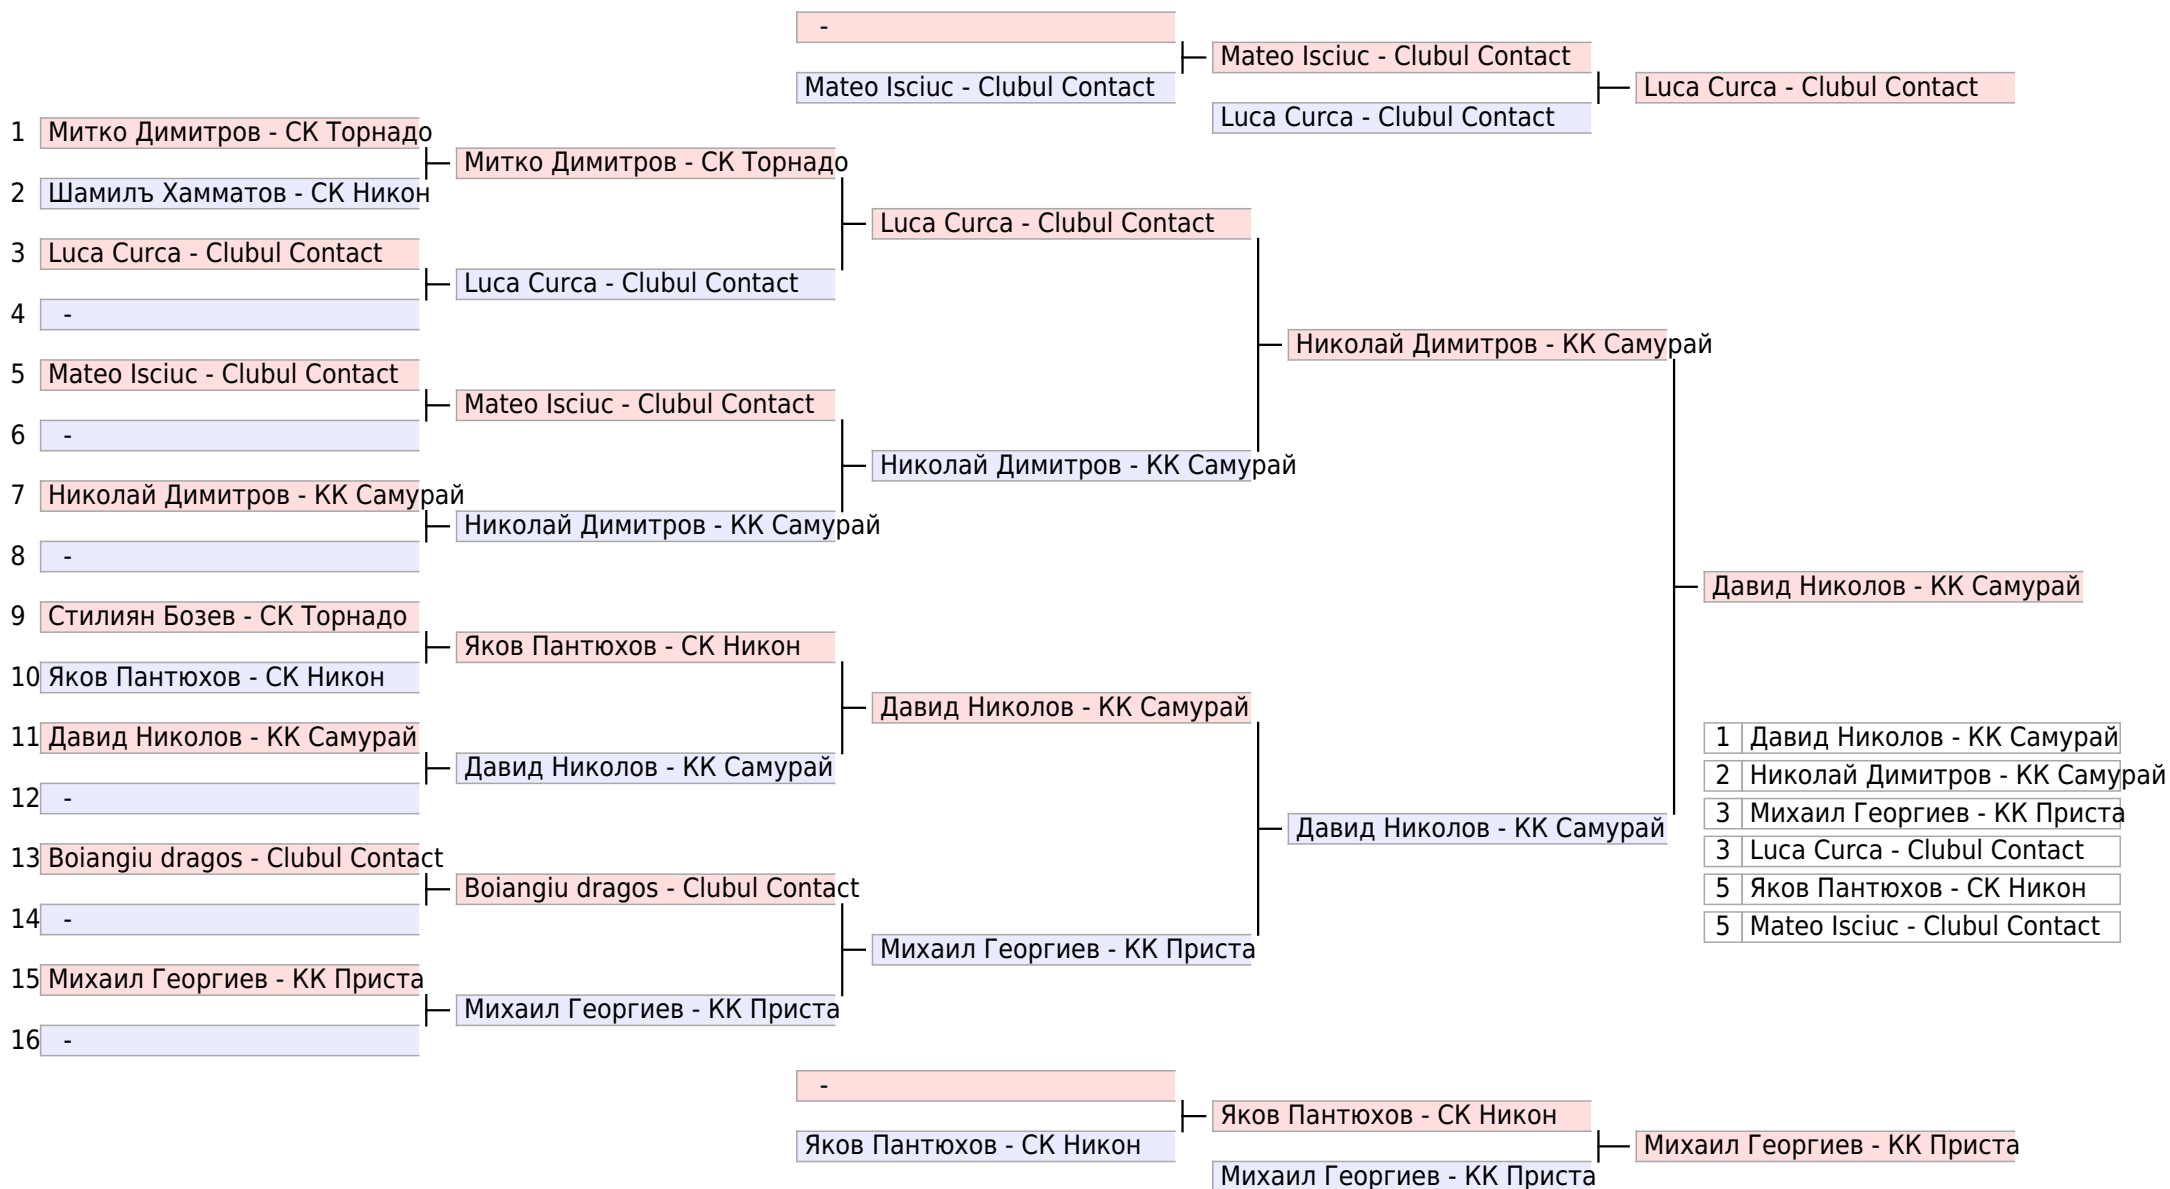 -
Mateo Isciuc - Clubul Contact
Mateo Isciuc - Clubul Contact
Luca Curca - Clubul Contact
Luca Curca - Clubul Contact
1 Митко Димитров - СК Торнадо
2 Шамилъ Хамматов - СК Никон
3 Luca Curca - Clubul Contact
4 -
5 Mateo Isciuc - Clubul Contact
6 -
7 Николай Димитров - КК Самурай
8 -
9 Стилиян Бозев - СК Торнадо
10 Яков Пантюхов - СК Никон
11 Давид Николов - КК Самурай
12 -
13 Boiangiu dragos - Clubul Contact
14 -
15 Михаил Георгиев - КК Приста
16 -
Митко Димитров - СК Торнадо
Luca Curca - Clubul Contact
Mateo Isciuc - Clubul Contact
Николай Димитров - КК Самурай
Яков Пантюхов - СК Никон
Давид Николов - КК Самурай
Boiangiu dragos - Clubul Contact
Михаил Георгиев - КК Приста
Luca Curca - Clubul Contact
Николай Димитров - КК Самурай
Давид Николов - КК Самурай
Михаил Георгиев - КК Приста
Николай Димитров - КК Самурай
Давид Николов - КК Самурай
Давид Николов - КК Самурай
1 Давид Николов - КК Самурай
2 Николай Димитров - КК Самурай
3 Михаил Георгиев - КК Приста
3 Luca Curca - Clubul Contact
5 Яков Пантюхов - СК Никон
5 Mateo Isciuc - Clubul Contact
-
Яков Пантюхов - СК Никон
Яков Пантюхов - СК Никон
Михаил Георгиев - КК Приста
Михаил Георгиев - КК Приста